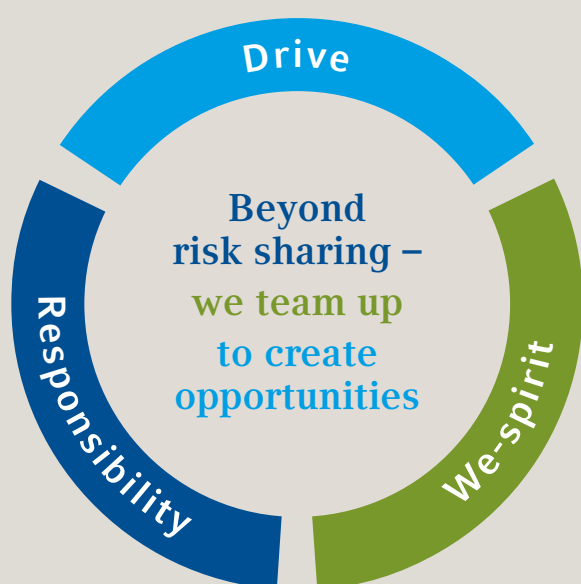 Drive
Beyond
risk sharing –
we team up
to create
opportunities
Responsibility
We-spirit